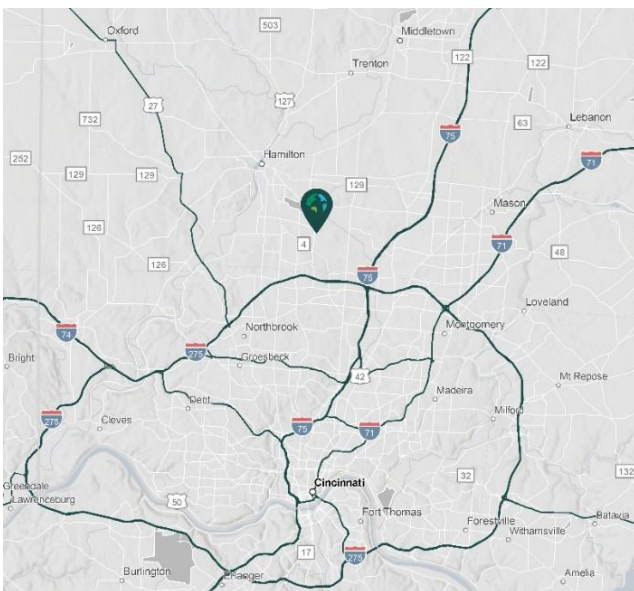 Oxford
503
Middletown
Trenton
122
122
27
127
75
Lebanon
732
63
Hamilton
252
71
129
129
129
Mason
126
4
71
48
126
75
Loveland
74
Northbrook
Montgomery
275
Groesbeck
Bright
42
Mt Repose
Dent
Madeira
275
Cleves
75
71
Milford
132
32
Greendale
Cincinnati
Lawrenceburg
50
Fort Thomas
Forestville
Batavia
Withamsville
17
275
Burlington
Erlanger
Amelia